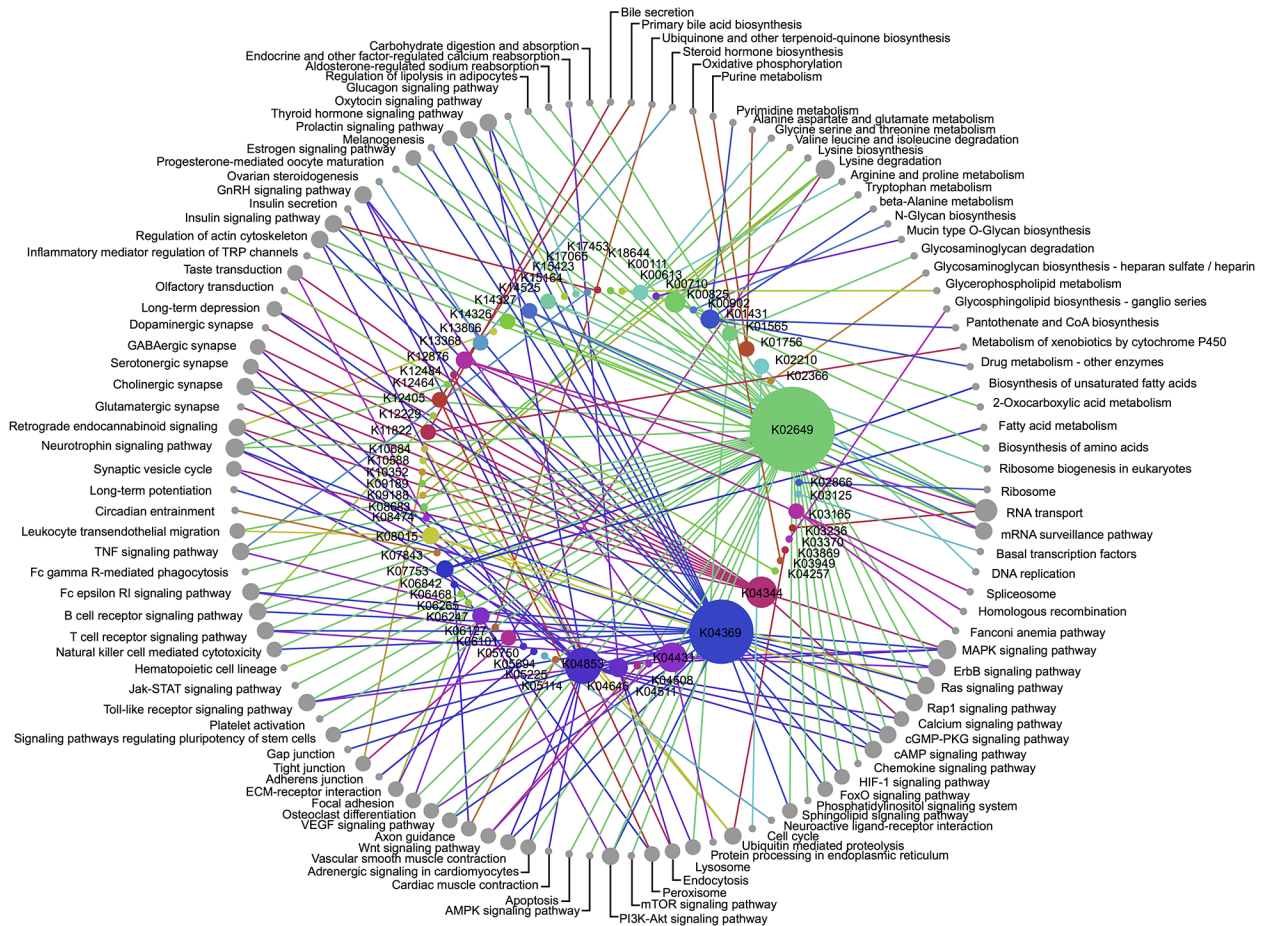 Bile secretion
Primary bile acid biosynthesis
Ubiquinone and other terpenoid-quinone biosynthesis
Steroid hormone biosynthesis
Oxidative phosphorylation
Purine metabolism
Pyrimidine metabolism
Alanine aspartate and glutamate metabolism
Glycine serine and threonine metabolism
Valine leucine and isoleucine degradation
Lysine biosynthesis
Lysine degradation
Arginine and proline metabolism
Tryptophan metabolism
beta-Alanine metabolism
N-Glycan biosynthesis
Mucin type O-Glycan biosynthesis
Glycosaminoglycan degradation
Glycosaminoglycan biosynthesis - heparan sulfate / heparin
Glycerophospholipid metabolism
Glycosphingolipid biosynthesis - ganglio series
Pantothenate and CoA biosynthesis
Metabolism of xenobiotics by cytochrome P450
Drug metabolism - other enzymes
Biosynthesis of unsaturated fatty acids
2-Oxocarboxylic acid metabolism
Fatty acid metabolism
Biosynthesis of amino acids
Ribosome biogenesis in eukaryotes
Ribosome
RNA transport
mRNA surveillance pathway
Basal transcription factors
DNA replication
Spliceosome
Homologous recombination
Fanconi anemia pathway
MAPK signaling pathway
ErbB signaling pathway
Ras signaling pathway
Rap1 signaling pathway
Calcium signaling pathway
cGMP-PKG signaling pathway
cAMP signaling pathway
Chemokine signaling pathway
HIF-1 signaling pathway
FoxO signaling pathway
Phosphatidylinositol signaling system
Sphingolipid signaling pathway
Neuroactive ligand-receptor interaction
Cell cycle
Ubiquitin mediated proteolysis
Protein processing in endoplasmic reticulum
Lysosome
Endocytosis
Peroxisome
mTOR signaling pathway
PI3K-Akt signaling pathway
AMPK signaling pathway
Apoptosis
Cardiac muscle contraction
Adrenergic signaling in cardiomyocytes
Vascular smooth muscle contraction
Wnt signaling pathway
Axon guidance
VEGF signaling pathway
Osteoclast differentiation
Focal adhesion
ECM-receptor interaction
Adherens junction
Tight junction
Gap junction
Signaling pathways regulating pluripotency of stem cells
Platelet activation
Toll-like receptor signaling pathway
Jak-STAT signaling pathway
Hematopoietic cell lineage
Natural killer cell mediated cytotoxicity
T cell receptor signaling pathway
B cell receptor signaling pathway
Fc epsilon RI signaling pathway
Fc gamma R-mediated phagocytosis
TNF signaling pathway
Leukocyte transendothelial migration
Circadian entrainment
Long-term potentiation
Synaptic vesicle cycle
Neurotrophin signaling pathway
Retrograde endocannabinoid signaling
Glutamatergic synapse
Cholinergic synapse
Serotonergic synapse
GABAergic synapse
Dopaminergic synapse
Long-term depression
Olfactory transduction
Taste transduction
Inflammatory mediator regulation of TRP channels
Regulation of actin cytoskeleton
Insulin signaling pathway
Insulin secretion
GnRH signaling pathway
Ovarian steroidogenesis
Progesterone-mediated oocyte maturation
Estrogen signaling pathway
Melanogenesis
Prolactin signaling pathway
Thyroid hormone signaling pathway
Oxytocin signaling pathway
Glucagon signaling pathway
Regulation of lipolysis in adipocytes
Aldosterone-regulated sodium reabsorption
Endocrine and other factor-regulated calcium reabsorption
Carbohydrate digestion and absorption
K18644
K00111
K00613
K00710
K00825
K00902
K01431
K01565
K01756
K02210
K02366
K02649
K02866
K03125
K03165
K03236
K03370
K03869
K03949
K04257
K04344
K04369
K04431
K04508
K04511
K04646
K04853
K05114
K05225
K05694
K05750
K06101
K06127
K06247
K06265
K06468
K06842
K07753
K07843
K08015
K08474
K08683
K09188
K09189
K10352
K10588
K10684
K11822
K12229
K12405
K12464
K12484
K12876
K13368
K13806
K14326
K14327
K14525
K15164
K15423
K17065
K17453